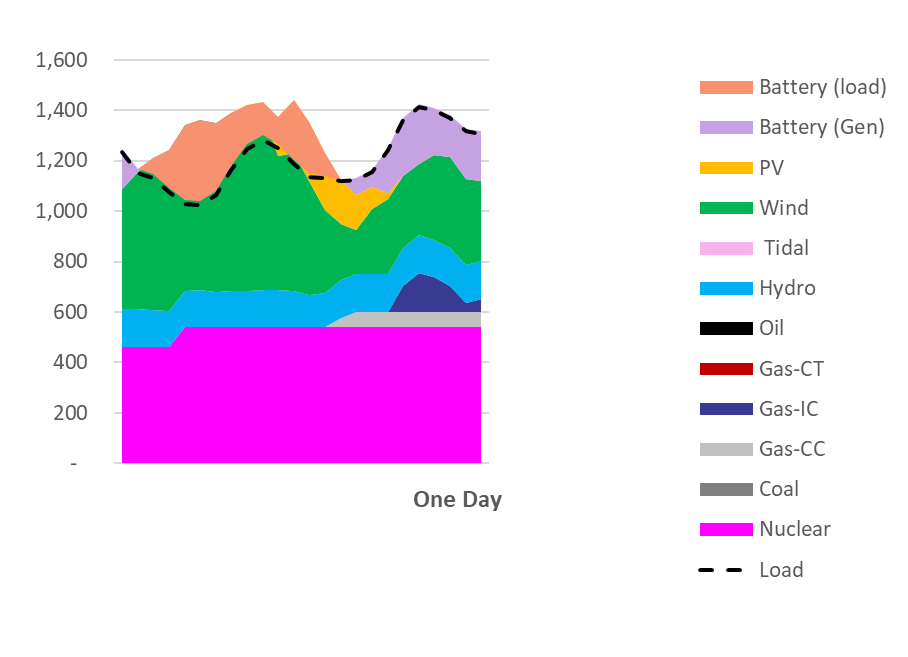 1,600
1,400
1,200
1,000
800
600
400
200
-
One Day
Battery (load)
Battery (Gen)
PV
Wind
Tidal
Hydro
Oil
Gas-CT
Gas-IC
Gas-CC
Coal
Nuclear
Load